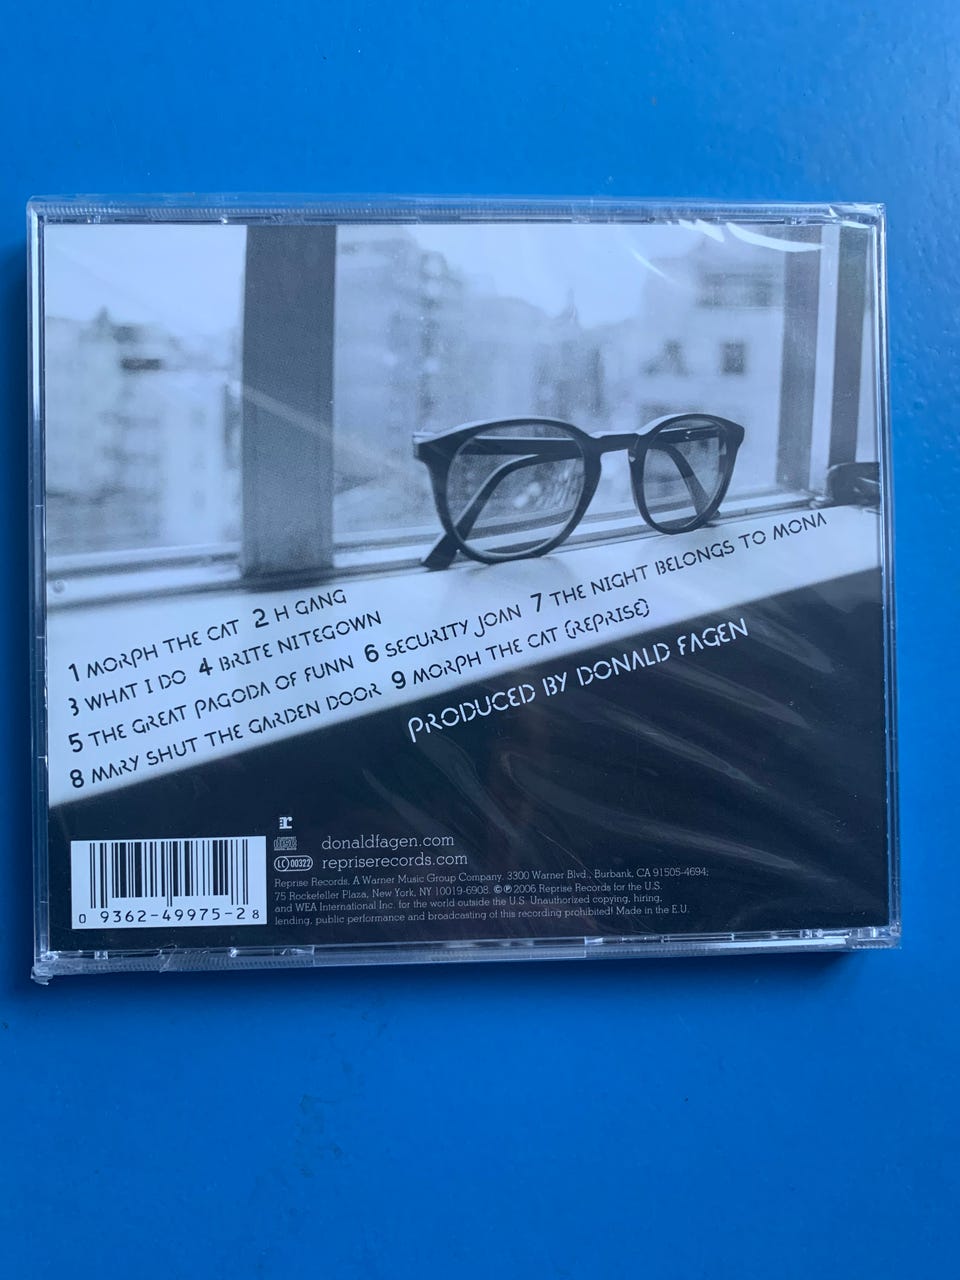 1 MORPH THE CAT 2 H GANG
3 WHAT I DO 4 BRITE NITEGOWN
5 THE GREAT PAGODA OF FUNN 6 SECURITY JOAN 7 THE NIGHT BELONGS TO MONA
8 MARY SHUT THE GARDEN DOOR 9 MORPH THE CAT (REPRISE)
PRODUCED BY DONALD FAGEN
r
donaldfagen.com
LC 00322 repriserecords.com
Reprise Records, A Warner Music Group Company. 3300 Warner Blvd., Burbank, CA 91505-4694;
75 Rockefeller Plaza, New York, NY 10019-6908. ©℗ 2006 Reprise Records for the U.S.
and WEA International Inc. for the world outside the U.S. Unauthorized copying, hiring,
lending, public performance and broadcasting of this recording prohibited! Made in the E.U.
0 9362-49975-2 8